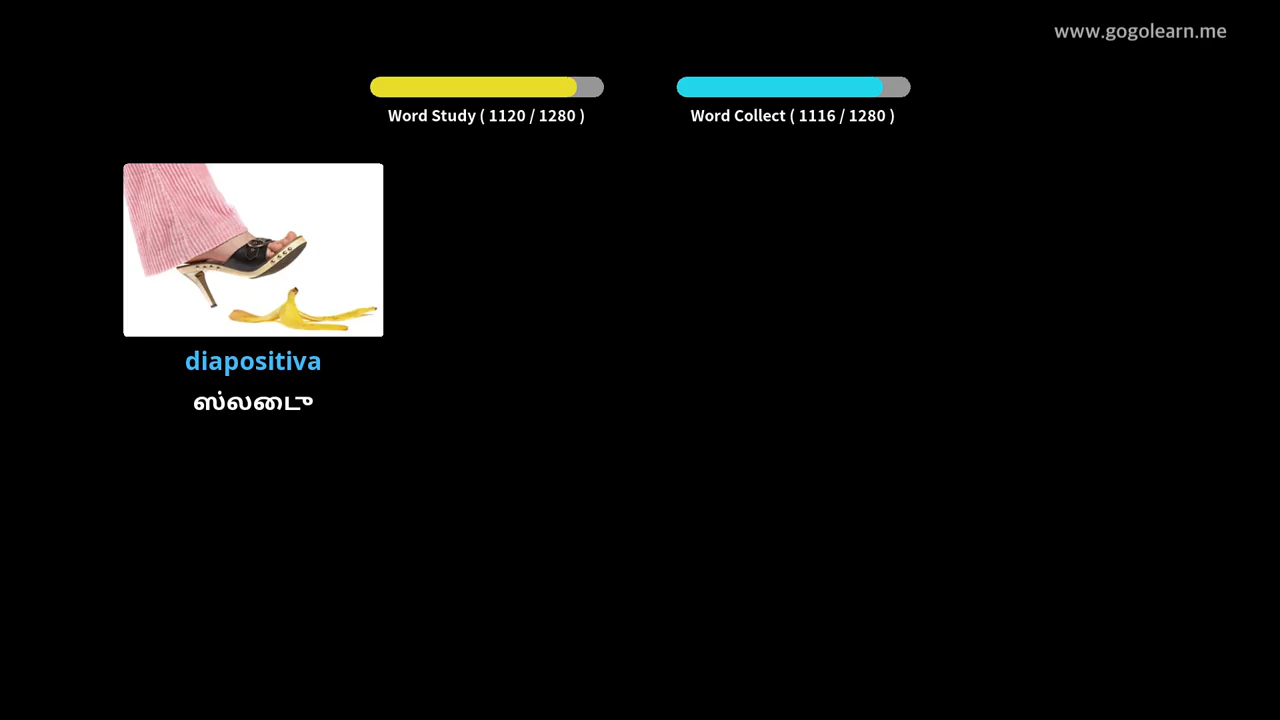 www.gogolearn.me
Word Study ( 1120 / 1280 )
Word Collect ( 1116 / 1280 )
diapositiva
ஸ்லைடு